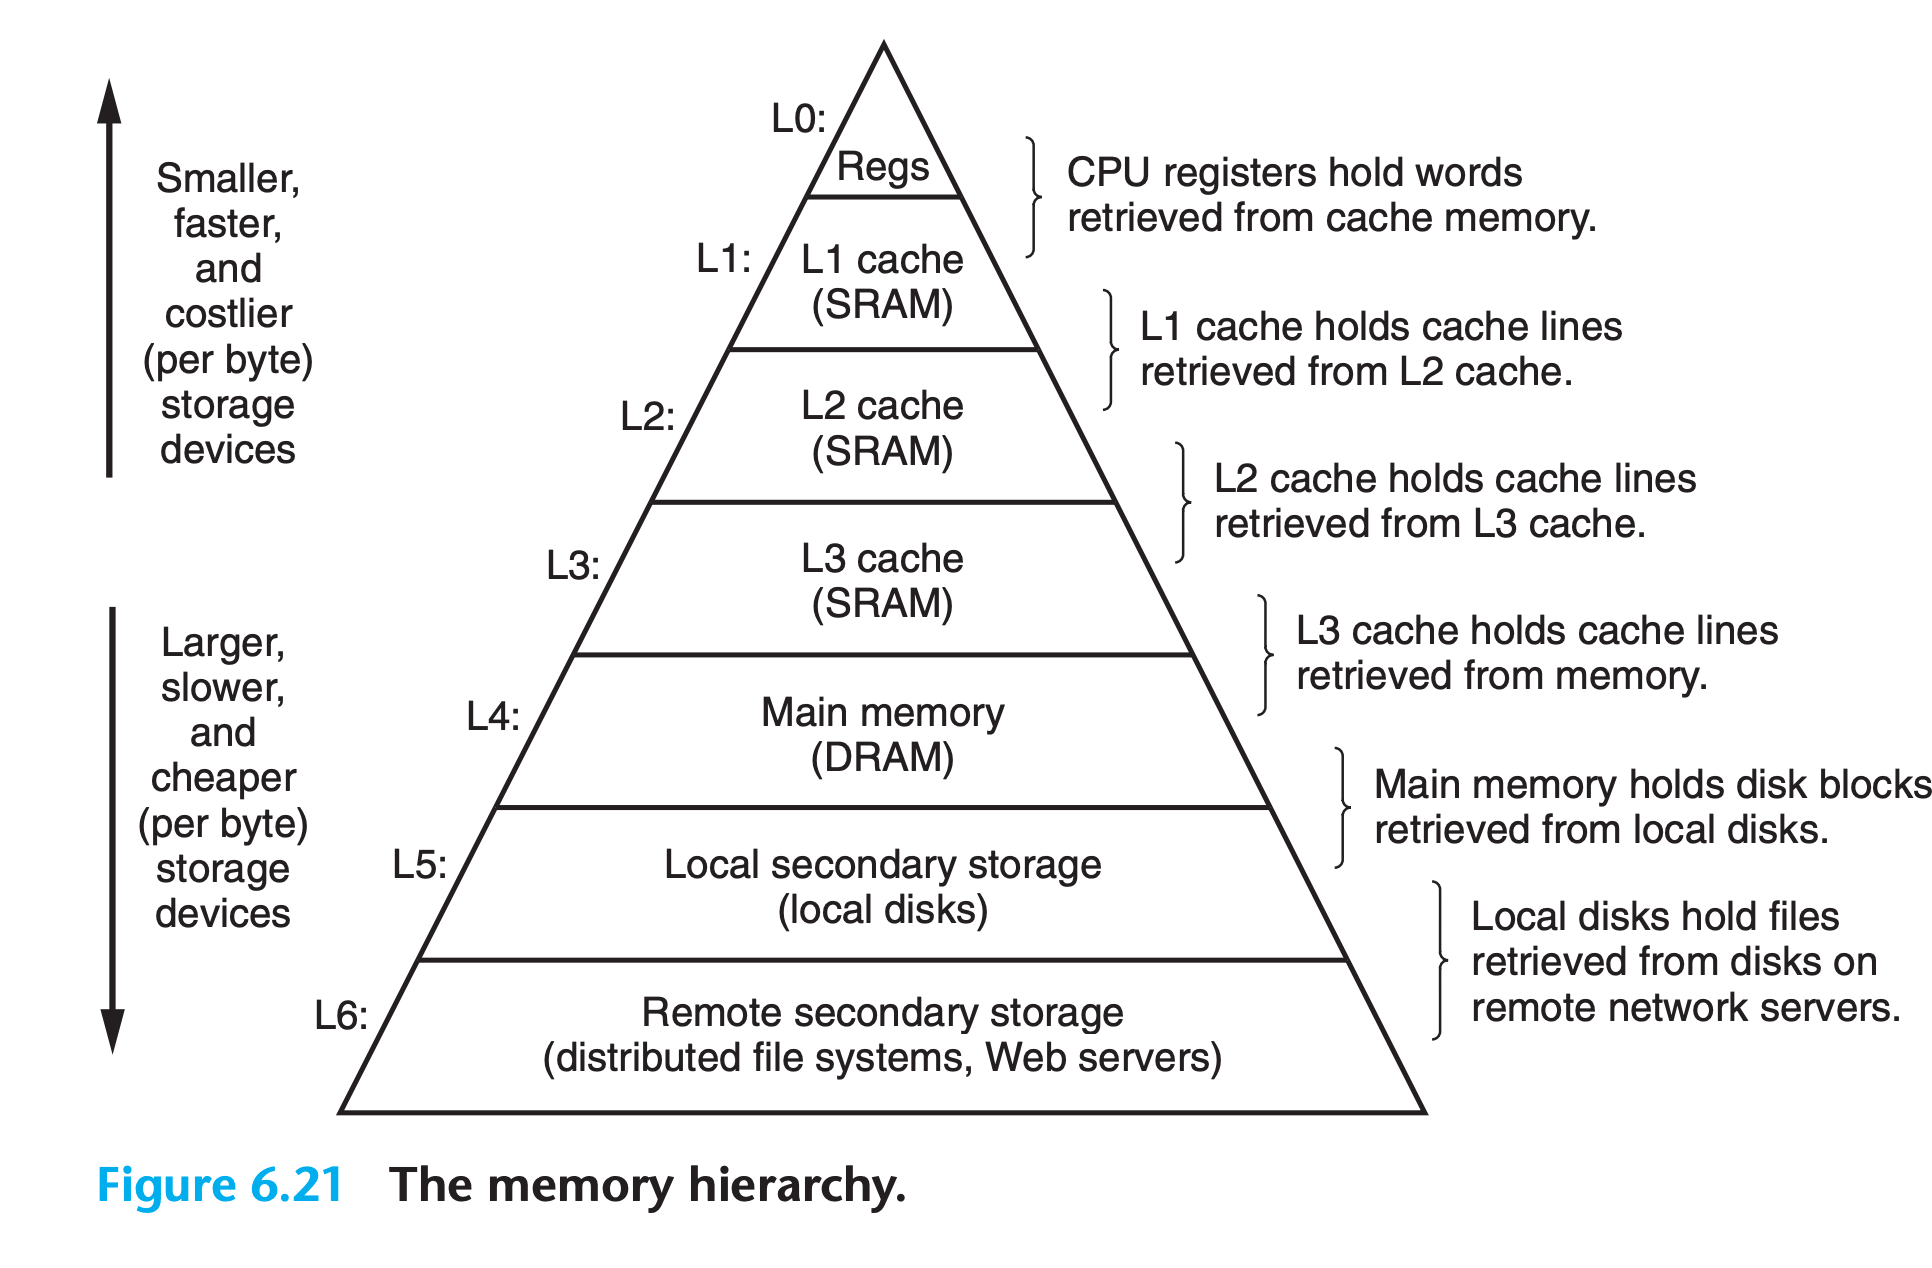 L0:
Regs
CPU registers hold words
retrieved from cache memory.
Smaller,
faster,
and
costlier
(per byte)
storage
devices
L1:
L1 cache
(SRAM)
L1 cache holds cache lines
retrieved from L2 cache.
L2:
L2 cache
(SRAM)
L2 cache holds cache lines
retrieved from L3 cache.
L3:
L3 cache
(SRAM)
L3 cache holds cache lines
retrieved from memory.
Larger,
slower,
and
cheaper
(per byte)
storage
devices
L4:
Main memory
(DRAM)
Main memory holds disk blocks
retrieved from local disks.
L5:
Local secondary storage
(local disks)
Local disks hold files
retrieved from disks on
remote network servers.
L6:
Remote secondary storage
(distributed file systems, Web servers)
Figure 6.21 The memory hierarchy.